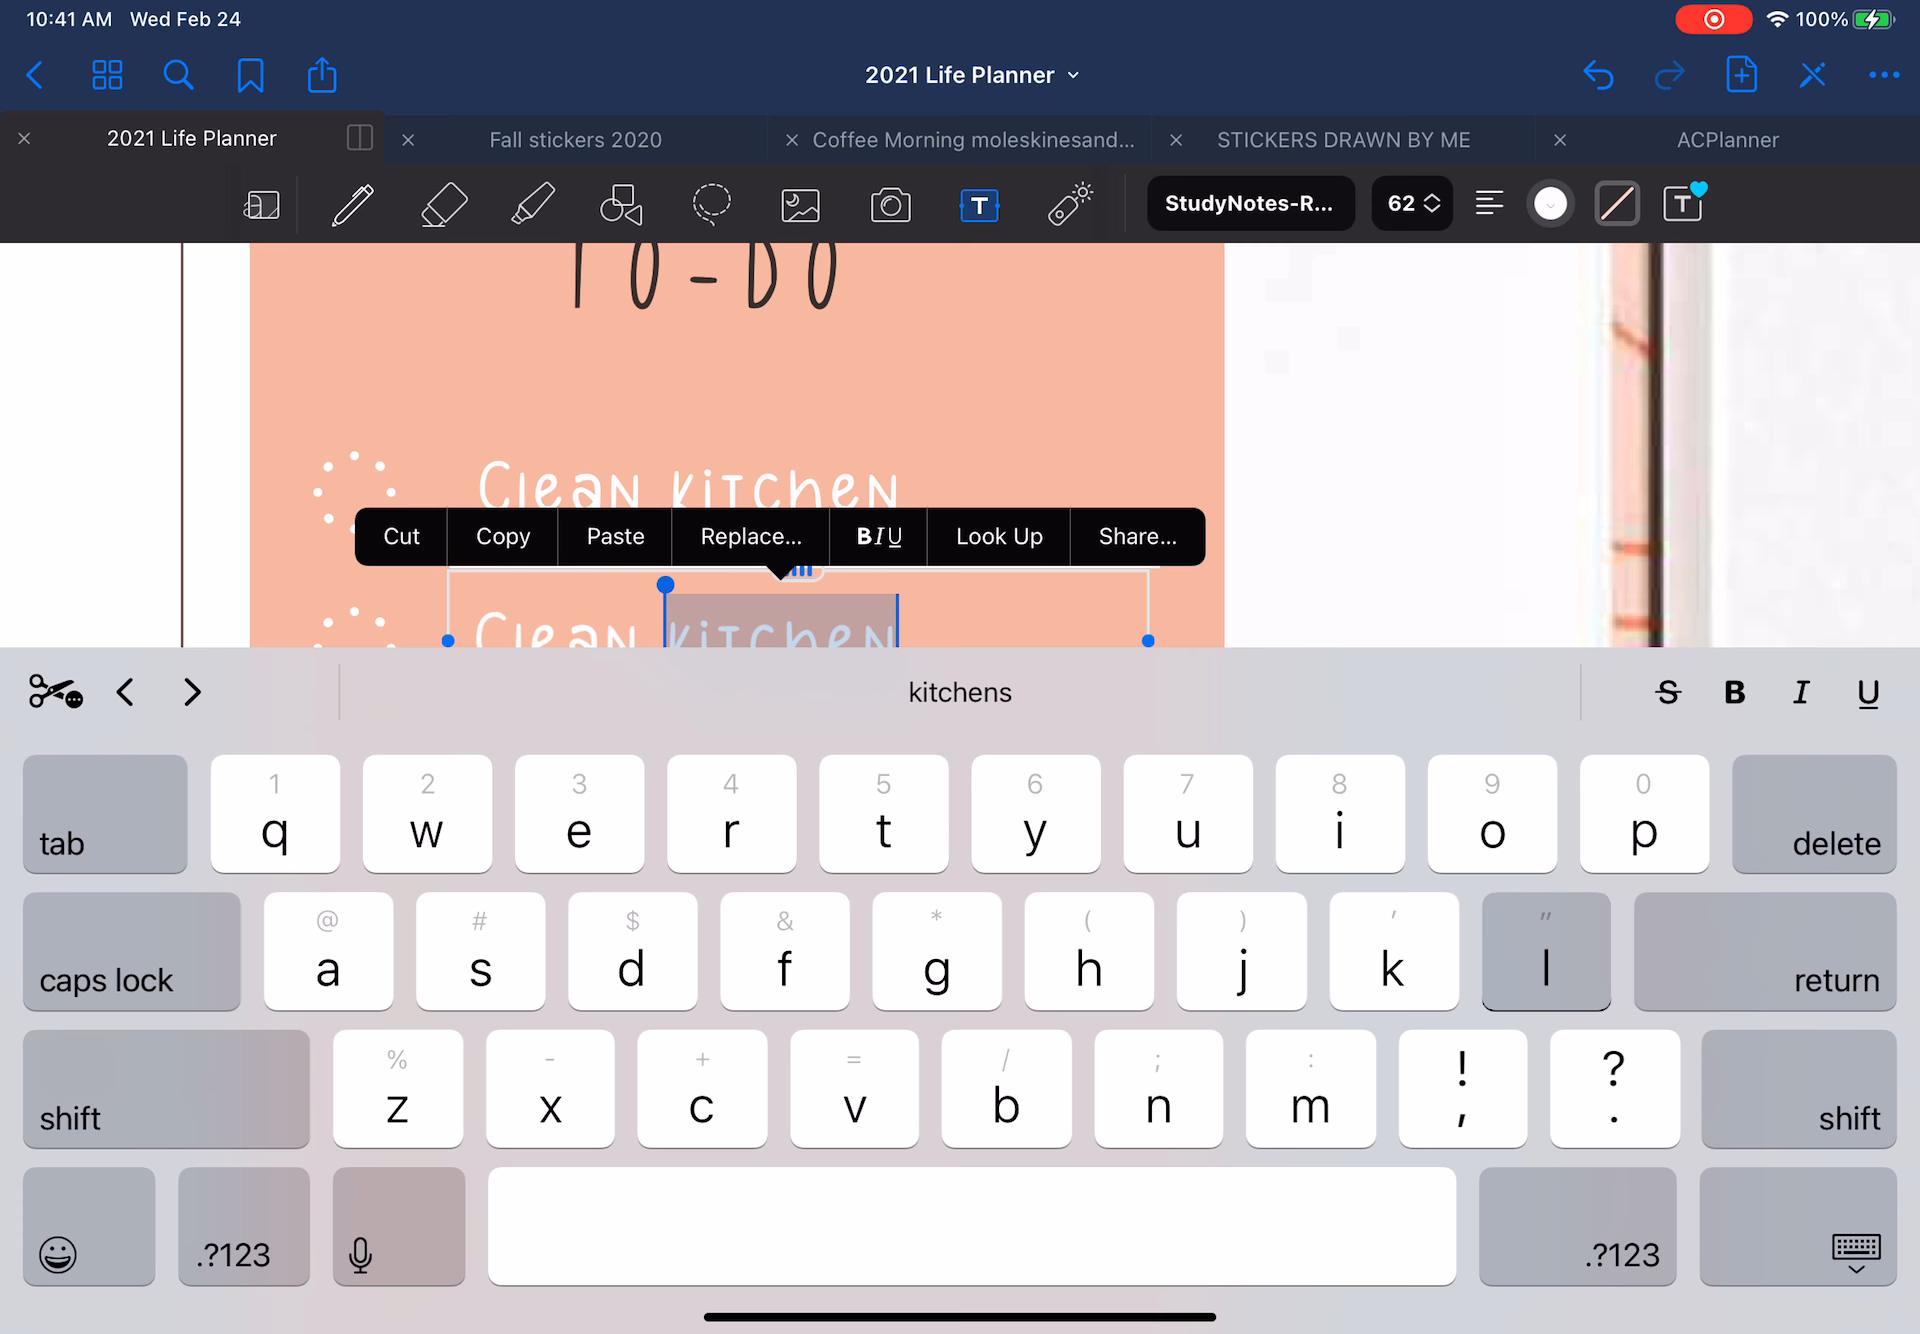 10:41 AM Wed Feb 24 100%
2021 Life Planner
2021 Life Planner Fall stickers 2020 Coffee Morning moleskinesand... STICKERS DRAWN BY ME ACPlanner
StudyNotes-R... 62
TO-DO
Clean kitchen
Cut Copy Paste Replace... BIU Look Up Share...
Clean kitchen
kitchens S B I U
1 2 3 4 5 6 7 8 9 0
tab q w e r t y u i o p delete
@ # $ & * ( ) ' "
caps lock a s d f g h j k l return
% - + = / ; : ! ?
shift z x c v b n m , . shift
.?123 .?123